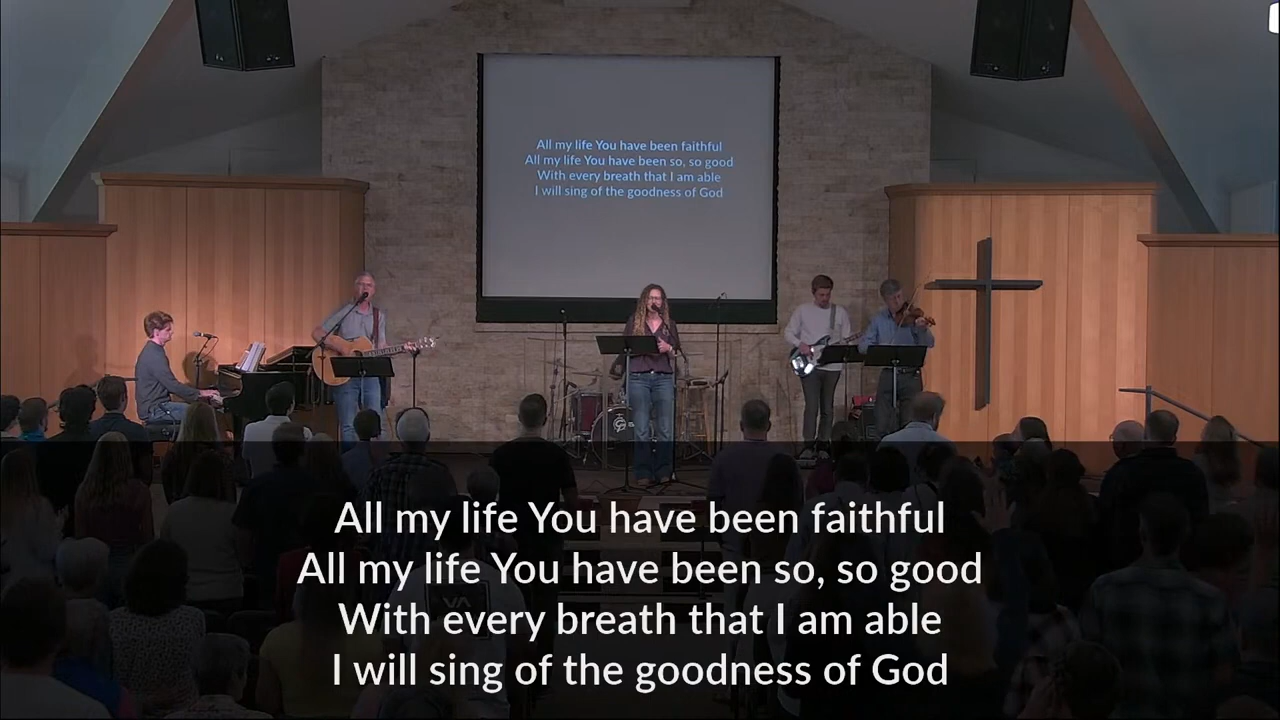 All my life You have been faithful
All my life You have been so, so good
With every breath that I am able
I will sing of the goodness of God
All my life You have been faithful
All my life You have been so, so good
With every breath that I am able
I will sing of the goodness of God